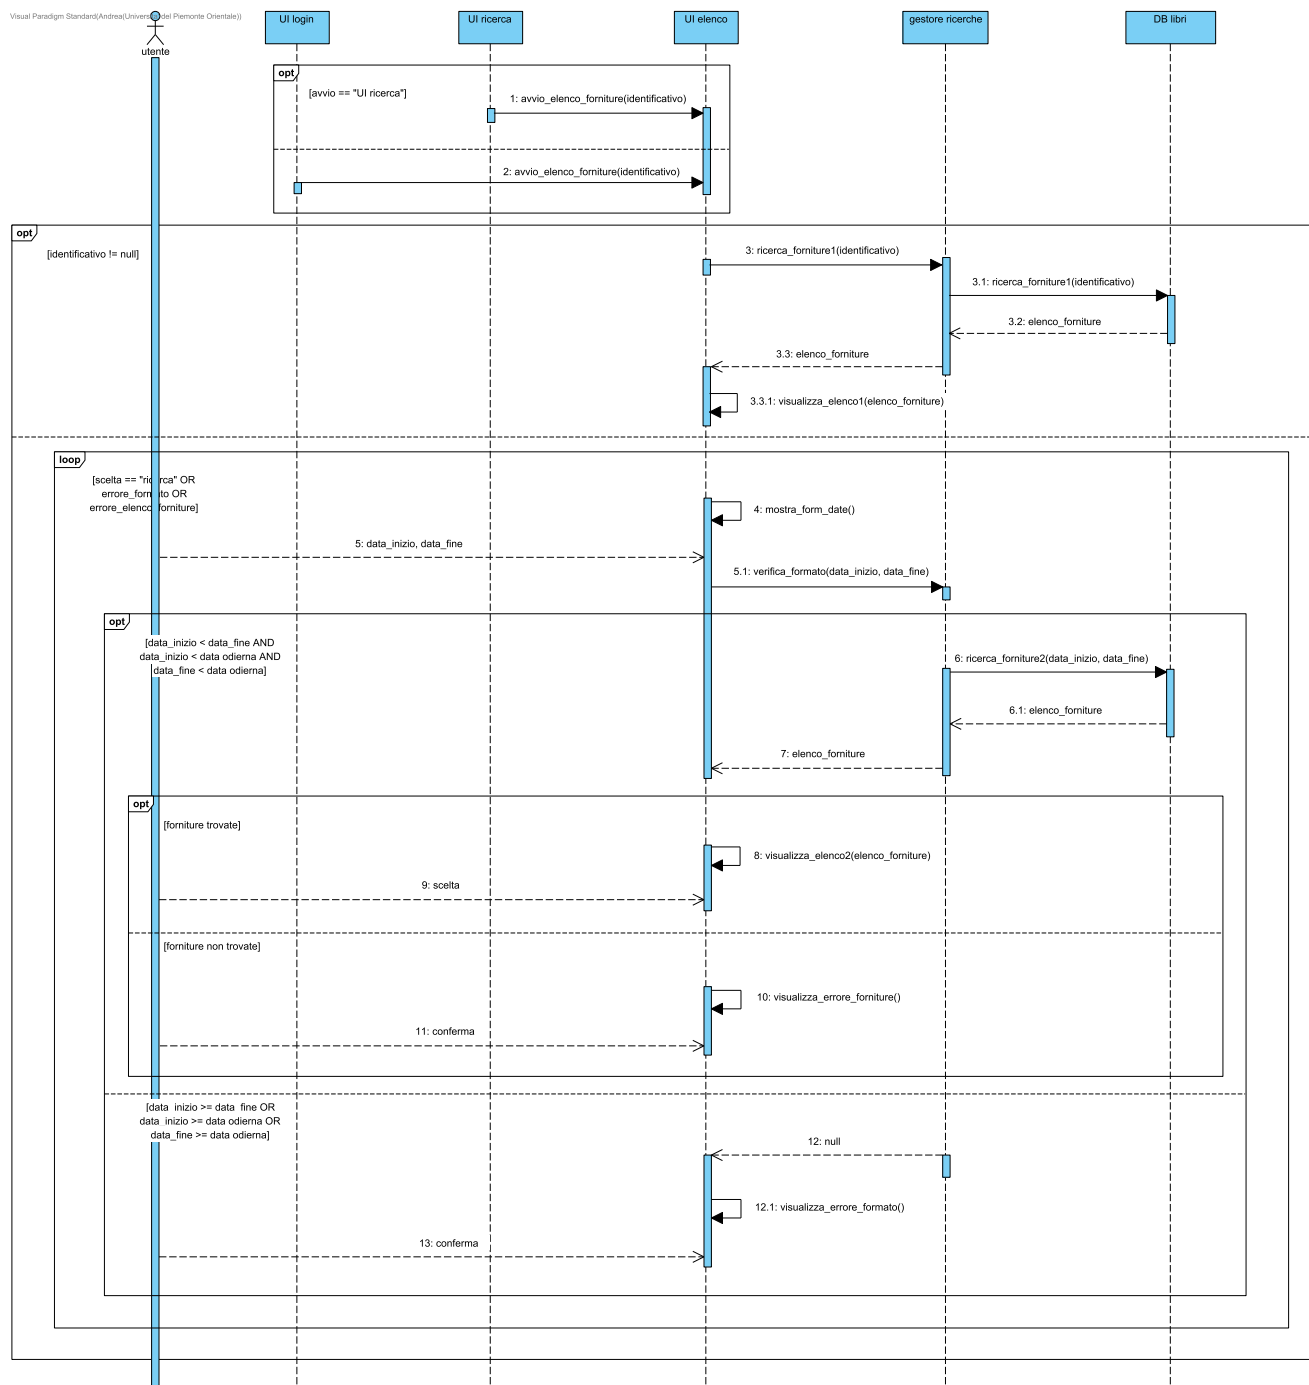 Visual Paradigm Standard(Andrea(Università del Piemonte Orientale))
utente
UI login
UI ricerca
UI elenco
gestore ricerche
DB libri
opt
[avvio == "UI ricerca"]
1: avvio_elenco_forniture(identificativo)
2: avvio_elenco_forniture(identificativo)
opt
[identificativo != null]
3: ricerca_forniture1(identificativo)
3.1: ricerca_forniture1(identificativo)
3.2: elenco_forniture
3.3: elenco_forniture
3.3.1: visualizza_elenco1(elenco_forniture)
loop
[scelta == "ricerca" OR
errore_formato OR
errore_elenco_forniture]
4: mostra_form_date()
5: data_inizio, data_fine
5.1: verifica_formato(data_inizio, data_fine)
opt
[data_inizio < data_fine AND
data_inizio < data odierna AND
data_fine < data odierna]
6: ricerca_forniture2(data_inizio, data_fine)
6.1: elenco_forniture
7: elenco_forniture
opt
[forniture trovate]
8: visualizza_elenco2(elenco_forniture)
9: scelta
[forniture non trovate]
10: visualizza_errore_forniture()
11: conferma
[data_inizio >= data_fine OR
data_inizio >= data odierna OR
data_fine >= data odierna]
12: null
12.1: visualizza_errore_formato()
13: conferma